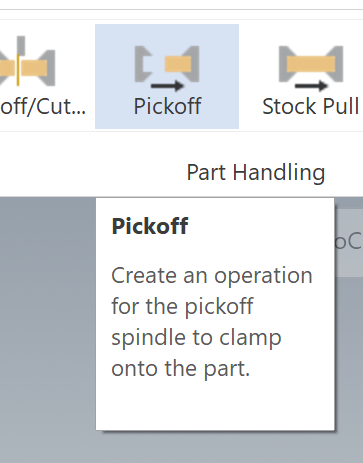 off/Cut... Pickoff Stock Pull
Part Handling
Pickoff
oC
Create an operation
for the pickoff
spindle to clamp
onto the part.